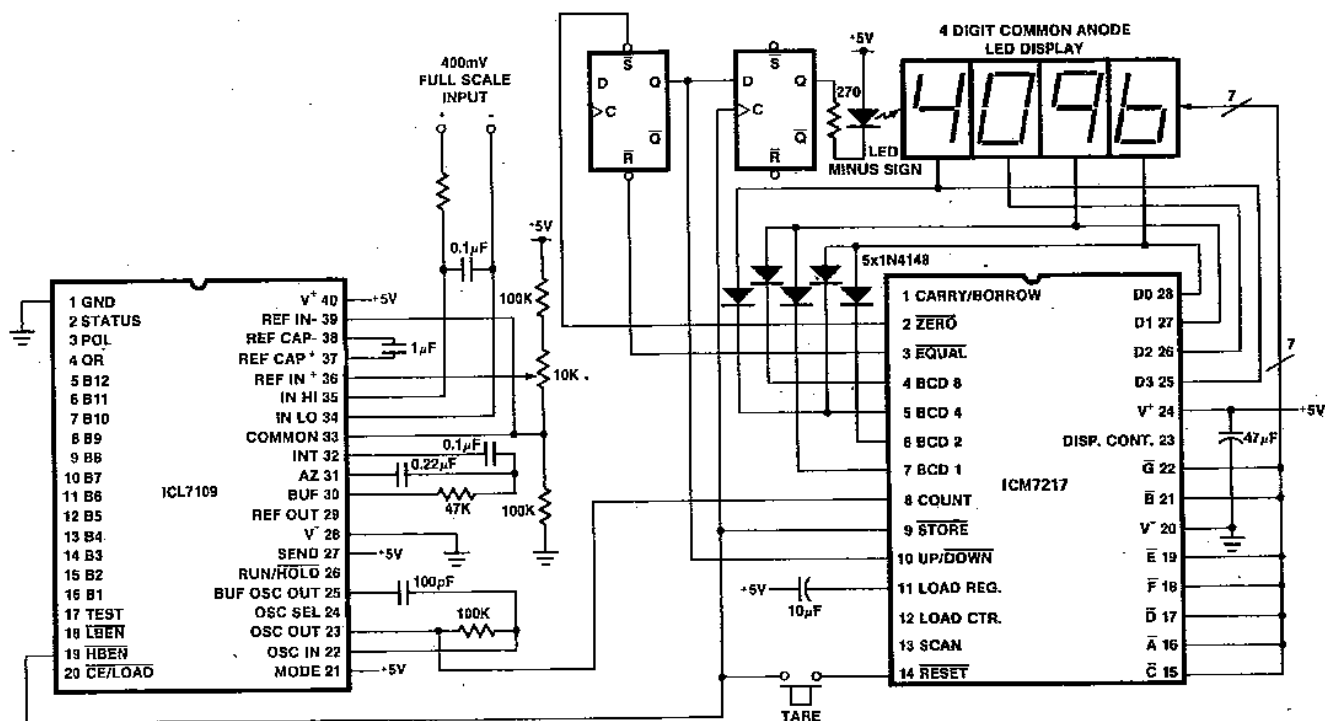 4 DIGIT COMMON ANODE
LED DISPLAY
+5V
400mV
FULL SCALE
INPUT
+ -
S
D Q
C
Q
R
S
D Q
C
Q
R
270
LED
MINUS SIGN
4096
7
+5V
0.1µF
100K
10K
100K
5x1N4148
7
ICL7109
1 GND
2 STATUS
3 POL
4 OR
5 B12
6 B11
7 B10
8 B9
9 B8
10 B7
11 B6
12 B5
13 B4
14 B3
15 B2
16 B1
17 TEST
18 LBEN
19 HBEN
20 CE/LOAD
V+ 40
REF IN- 39
REF CAP- 38
REF CAP+ 37
REF IN + 36
IN HI 35
IN LO 34
COMMON 33
INT 32
AZ 31
BUF 30
REF OUT 29
V- 28
SEND 27
RUN/HOLD 26
BUF OSC OUT 25
OSC SEL 24
OSC OUT 23
OSC IN 22
MODE 21
+5V
1µF
0.1µF
0.22µF
47K
+5V
100pF
100K
+5V
ICM7217
1 CARRY/BORROW
2 ZERO
3 EQUAL
4 BCD 8
5 BCD 4
6 BCD 2
7 BCD 1
8 COUNT
9 STORE
10 UP/DOWN
11 LOAD REG.
12 LOAD CTR.
13 SCAN
14 RESET
D0 28
D1 27
D2 26
D3 25
V+ 24
DISP. CONT. 23
G 22
B 21
V- 20
E 19
F 18
D 17
A 16
C 15
+5V
47µF
+5V
10µF
TARE